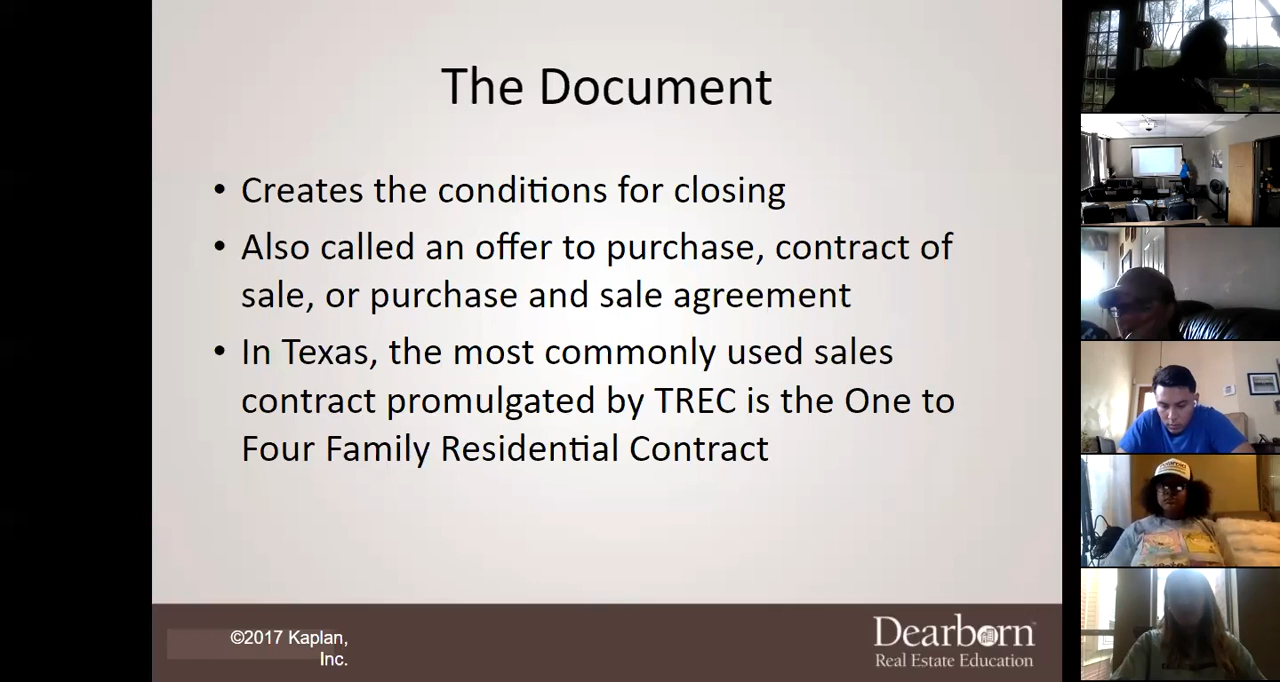 The Document
• Creates the conditions for closing
• Also called an offer to purchase, contract of
sale, or purchase and sale agreement
• In Texas, the most commonly used sales
contract promulgated by TREC is the One to
Four Family Residential Contract
©2017 Kaplan,
Inc.
Dearborn
Real Estate Education